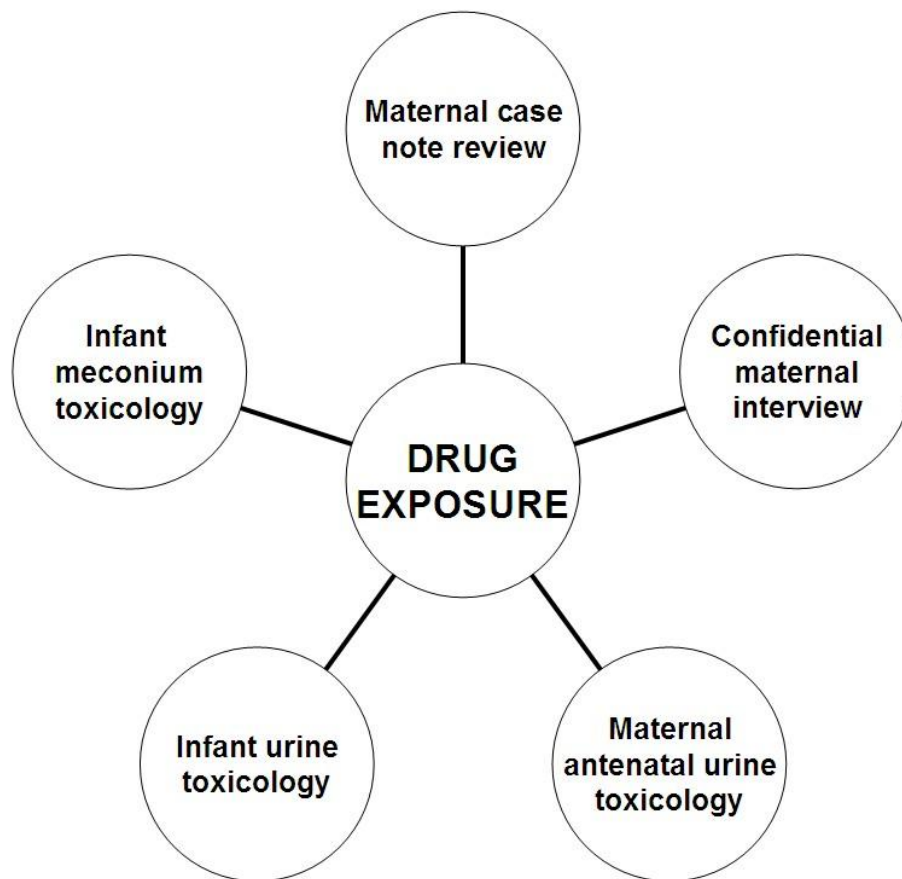 Maternal case
note review
Infant
meconium
toxicology
Confidential
maternal
interview
DRUG
EXPOSURE
Infant urine
toxicology
Maternal
antenatal urine
toxicology